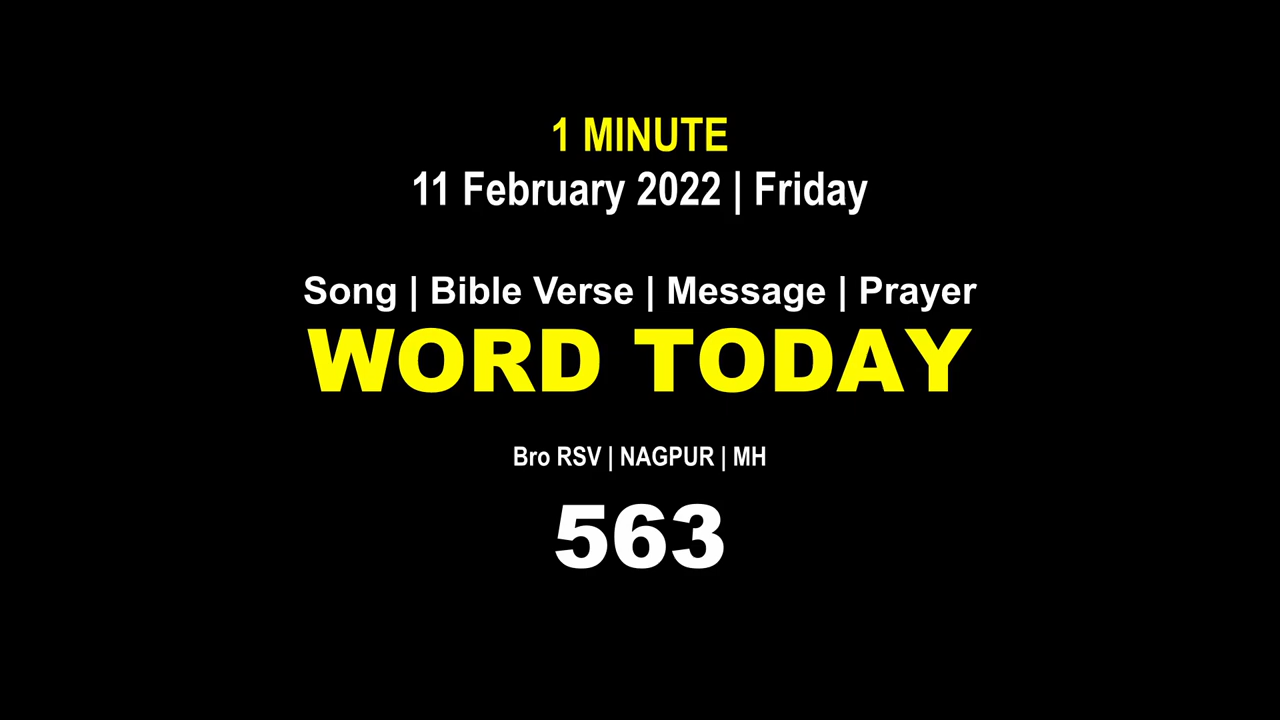 1 MINUTE
11 February 2022 | Friday
Song | Bible Verse | Message | Prayer
WORD TODAY
Bro RSV | NAGPUR | MH
563